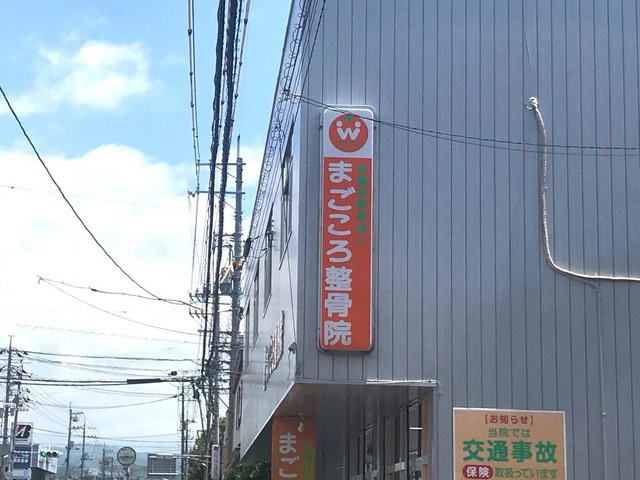 まごころ整骨院
まご
【お知らせ】
当院では
交通事故
保険 取扱っています